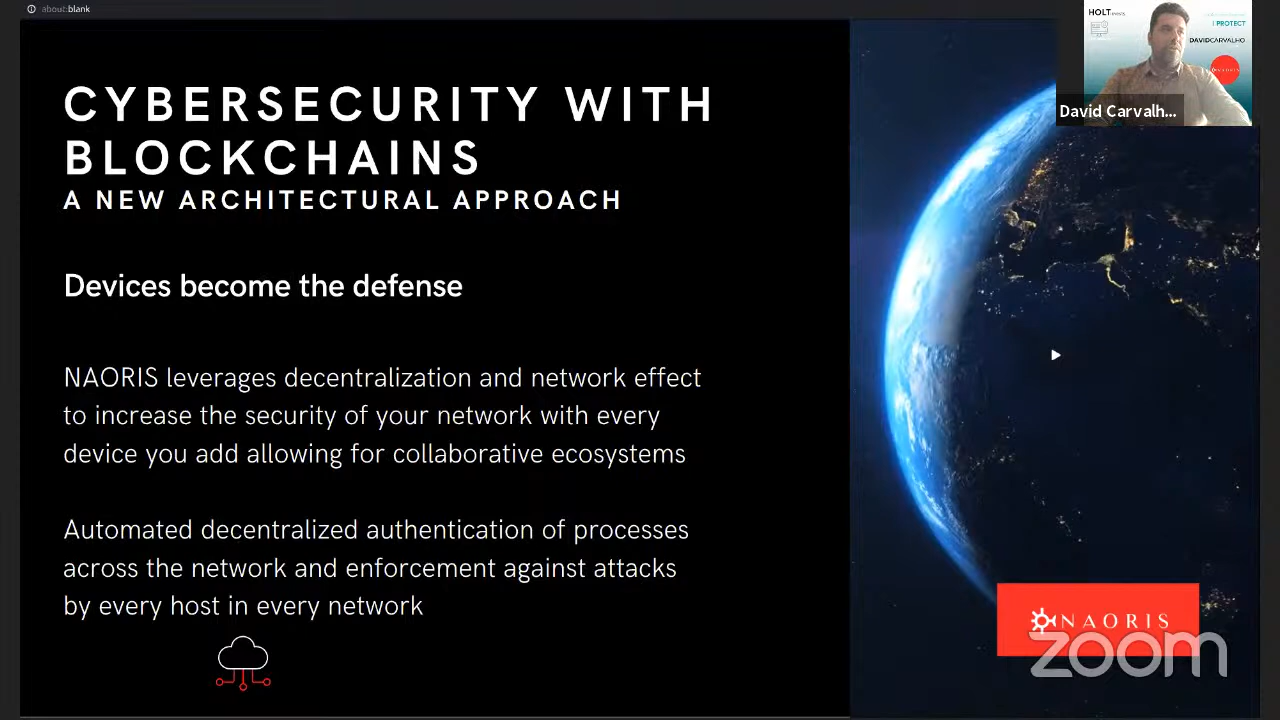 about:blank
HOLT
I PROTECT
DAVIDCARVALHO
NAORIS
David Carvalh...
CYBERSECURITY WITH
BLOCKCHAINS
A NEW ARCHITECTURAL APPROACH
Devices become the defense
NAORIS leverages decentralization and network effect
to increase the security of your network with every
device you add allowing for collaborative ecosystems
Automated decentralized authentication of processes
across the network and enforcement against attacks
by every host in every network
NAORIS
zoom